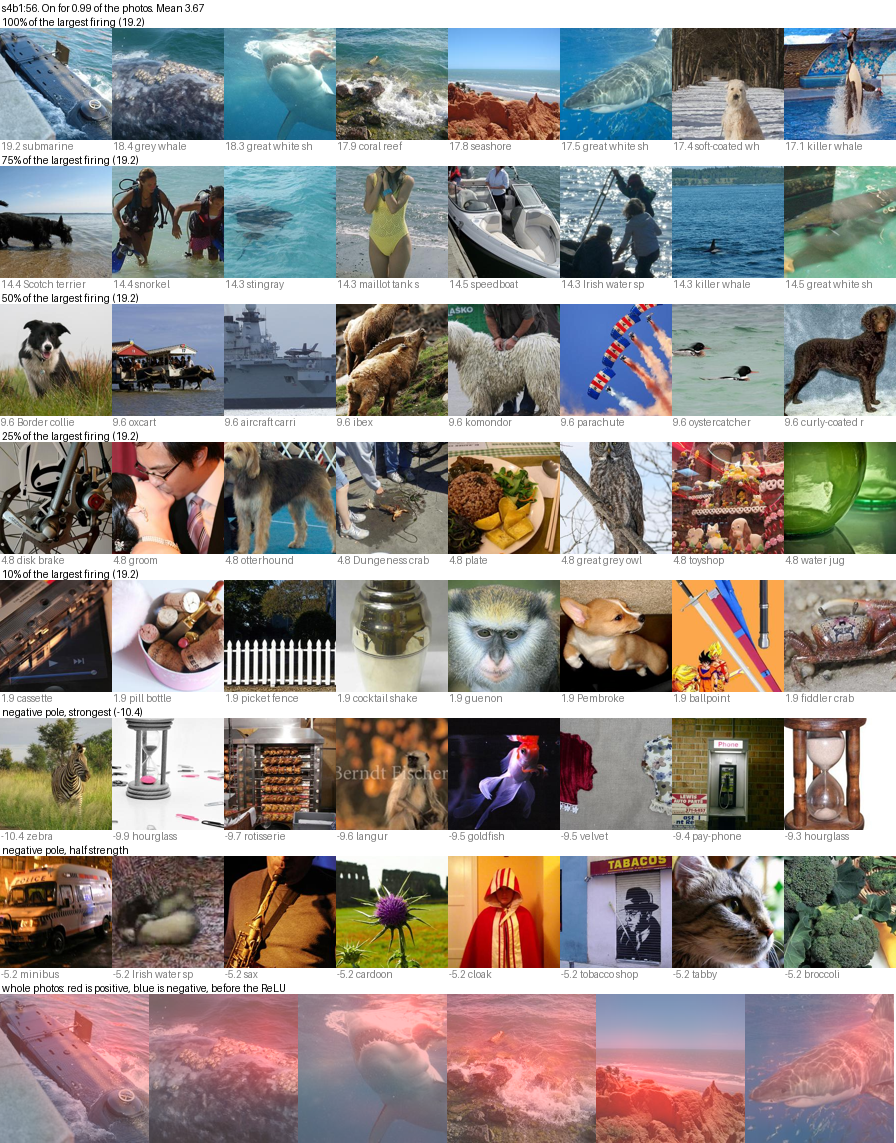 s4b1:56. On for 0.99 of the photos. Mean 3.67
100% of the largest firing (19.2)
19.2 submarine 18.4 grey whale 18.3 great white sh 17.9 coral reef 17.8 seashore 17.5 great white sh 17.4 soft-coated wh 17.1 killer whale
75% of the largest firing (19.2)
14.4 Scotch terrier 14.4 snorkel 14.3 stingray 14.3 maillot tank s 14.5 speedboat 14.3 Irish water sp 14.3 killer whale 14.5 great white sh
50% of the largest firing (19.2)
AŠKO
9.6 Border collie 9.6 oxcart 9.6 aircraft carri 9.6 ibex 9.6 komondor 9.6 parachute 9.6 oystercatcher 9.6 curly-coated r
25% of the largest firing (19.2)
4.8 disk brake 4.8 groom 4.8 otterhound 4.8 Dungeness crab 4.8 plate 4.8 great grey owl 4.8 toyshop 4.8 water jug
10% of the largest firing (19.2)
1.9 cassette 1.9 pill bottle 1.9 picket fence 1.9 cocktail shake 1.9 guenon 1.9 Pembroke 1.9 ballpoint 1.9 fiddler crab
negative pole, strongest (-10.4)
Berndt Fischer
Phone
LEWIS
AUTO PARTS
-10.4 zebra -9.9 hourglass -9.7 rotisserie -9.6 langur -9.5 goldfish -9.5 velvet -9.4 pay-phone -9.3 hourglass
negative pole, half strength
TABACOS
-5.2 minibus -5.2 Irish water sp -5.2 sax -5.2 cardoon -5.2 cloak -5.2 tobacco shop -5.2 tabby -5.2 broccoli
whole photos: red is positive, blue is negative, before the ReLU